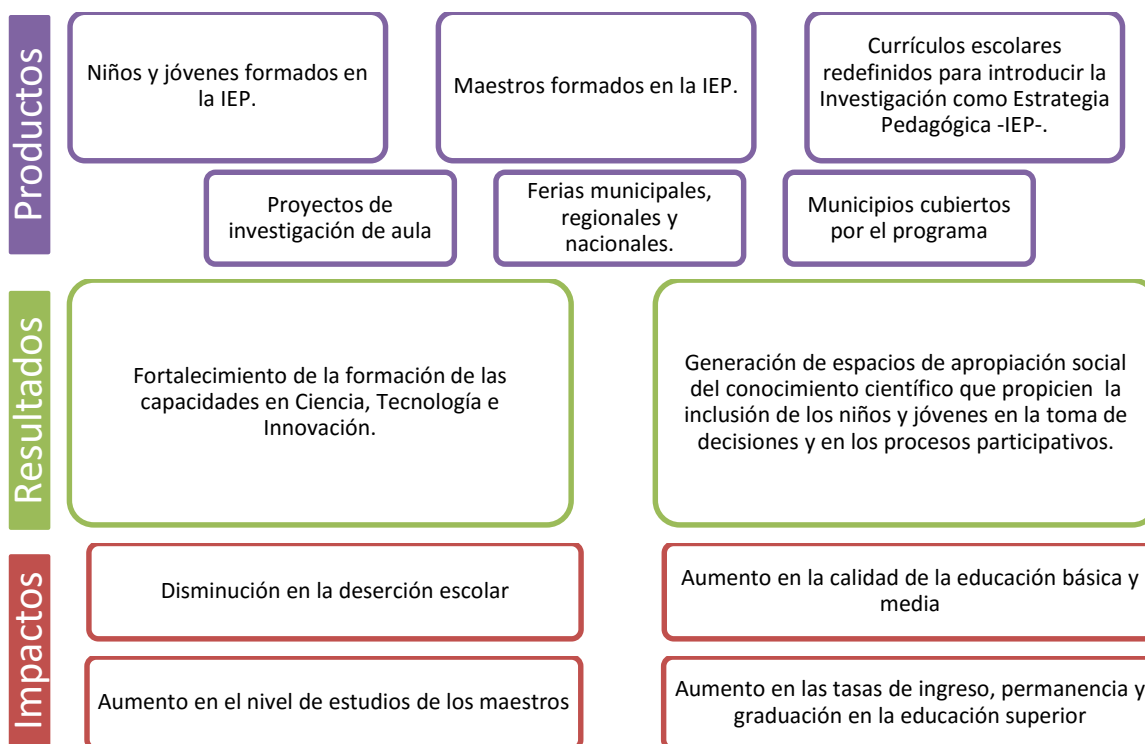 Productos
Niños y jóvenes formados en
la IEP.
Maestros formados en la IEP.
Currículos escolares
redefinidos para introducir la
Investigación como Estrategia
Pedagógica -IEP-.
Proyectos de
investigación de aula
Ferias municipales,
regionales y
nacionales.
Municipios cubiertos
por el programa
Resultados
Fortalecimiento de la formación de las
capacidades en Ciencia, Tecnología e
Innovación.
Generación de espacios de apropiación social
del conocimiento científico que propicien  la
inclusión de los niños y jóvenes en la toma de
decisiones y en los procesos participativos.
Impactos
Disminución en la deserción escolar
Aumento en la calidad de la educación básica y
media
Aumento en el nivel de estudios de los maestros
Aumento en las tasas de ingreso, permanencia y
graduación en la educación superior